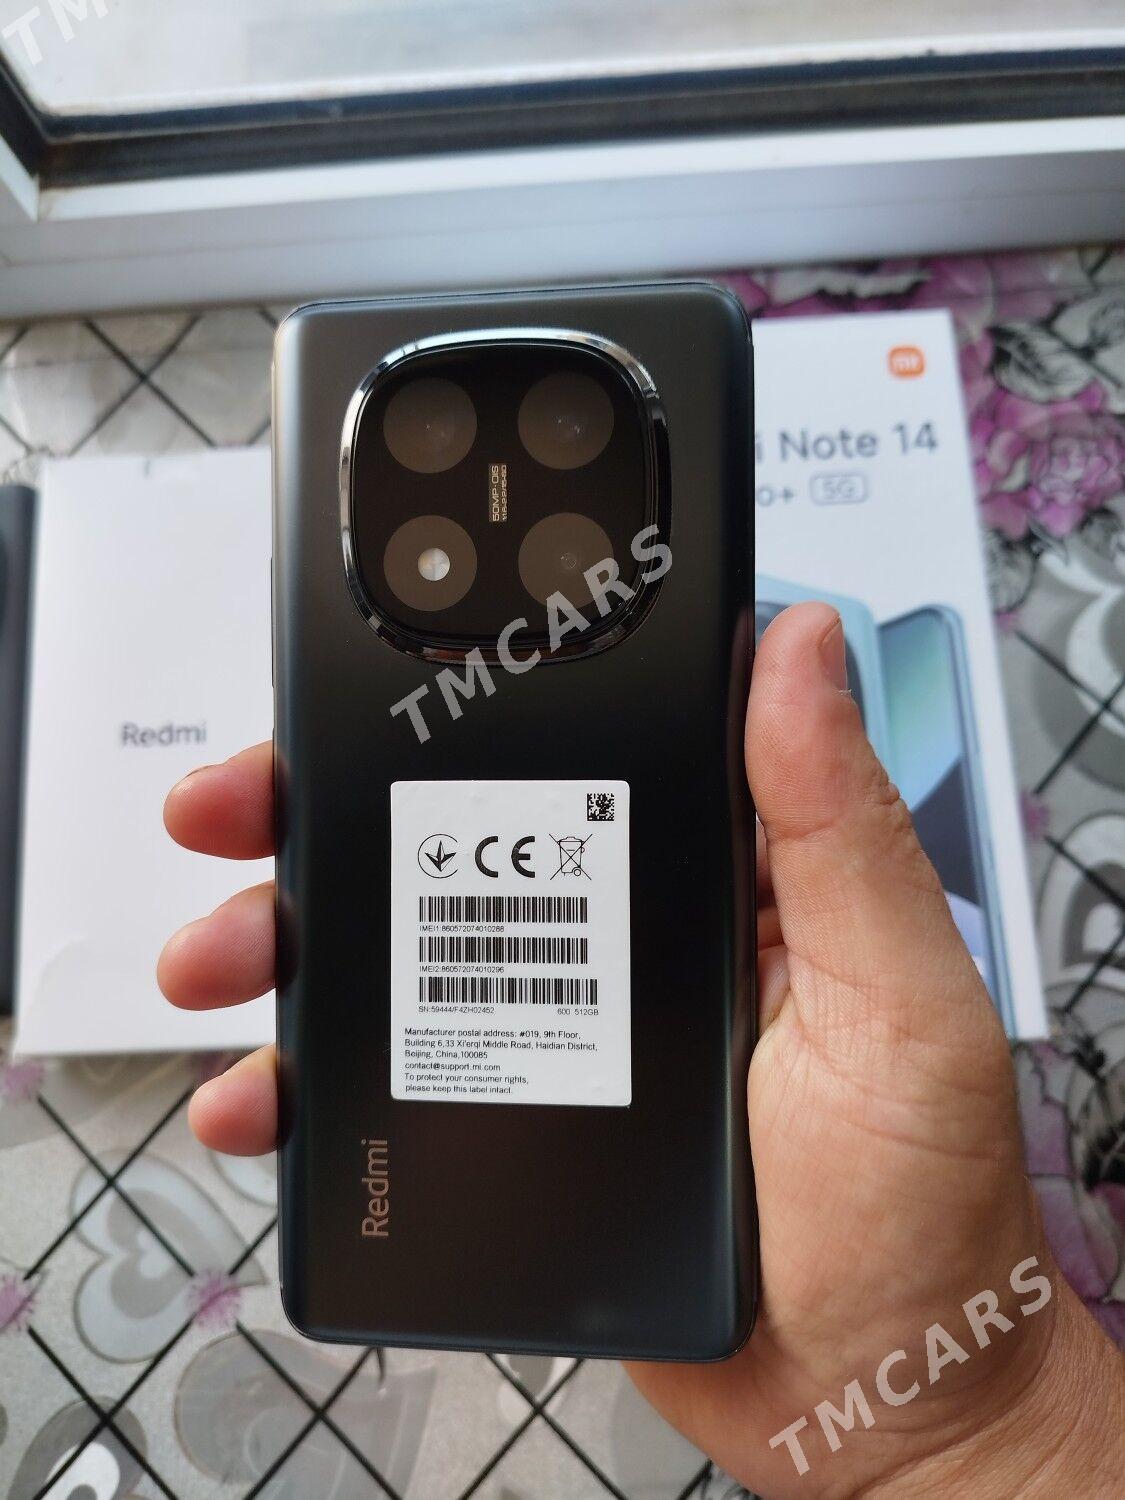 TM
mi
i Note 14
o+ 5G
50MP·OIS
TMCARS
Redmi
CE
IMEI1:860572074010288
IMEI2:860572074010296
SN:59444/F4ZH02452 600 512GB
Manufacturer postal address: #019, 9th Floor,
Building 6,33 Xi'erqi Middle Road, Haidian District,
Beijing, China,100085
contact@support.mi.com
To protect your consumer rights,
please keep this label intact.
Redmi
TMCARS